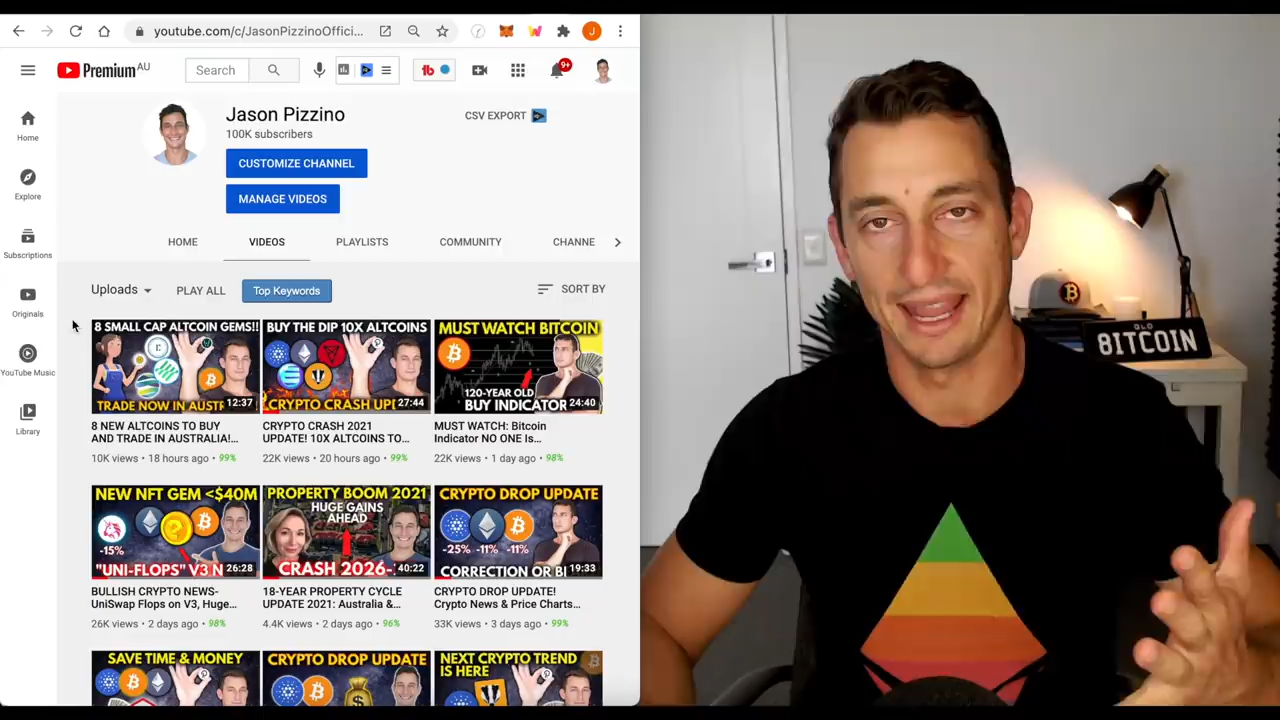 youtube.com/c/JasonPizzinoOffici...
J
Premium AU
Search
tb
9+
Home
Explore
Subscriptions
Originals
YouTube Music
Library
Jason Pizzino
100K subscribers
CSV EXPORT
CUSTOMIZE CHANNEL
MANAGE VIDEOS
HOME VIDEOS PLAYLISTS COMMUNITY CHANNE
Uploads PLAY ALL Top Keywords SORT BY
8 SMALL CAP ALTCOIN GEMS!!
TRADE NOW IN AUSTR
12:37
8 NEW ALTCOINS TO BUY
AND TRADE IN AUSTRALIA!...
10K views • 18 hours ago • 99%
BUY THE DIP 10X ALTCOINS
CRYPTO CRASH UP
27:44
CRYPTO CRASH 2021
UPDATE! 10X ALTCOINS TO...
22K views • 20 hours ago • 99%
MUST WATCH BITCOIN
120-YEAR OLD
BUY INDICATOR
24:40
MUST WATCH: Bitcoin
Indicator NO ONE Is...
22K views • 1 day ago • 98%
NEW NFT GEM <$40M
-15%
"UNI-FLOPS" V3 N
26:28
BULLISH CRYPTO NEWS-
UniSwap Flops on V3, Huge...
26K views • 2 days ago • 98%
PROPERTY BOOM 2021
HUGE GAINS
AHEAD
CRASH 2026-
40:22
18-YEAR PROPERTY CYCLE
UPDATE 2021: Australia &...
4.4K views • 2 days ago • 96%
CRYPTO DROP UPDATE
-25% -11% -11%
CORRECTION OR B
19:33
CRYPTO DROP UPDATE!
Crypto News & Price Charts...
33K views • 3 days ago • 99%
SAVE TIME & MONEY
CRYPTO DROP UPDATE
NEXT CRYPTO TREND
IS HERE
QLD
8ITCOIN